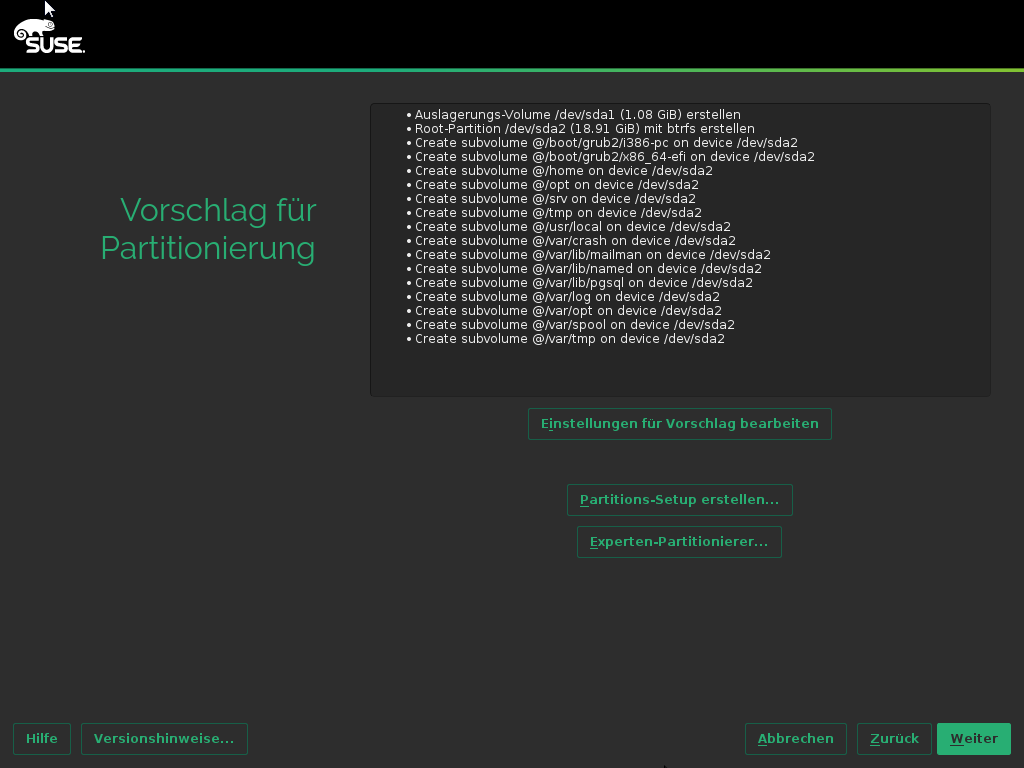 SUSE.
Vorschlag für
Partitionierung
• Auslagerungs-Volume /dev/sda1 (1.08 GiB) erstellen
• Root-Partition /dev/sda2 (18.91 GiB) mit btrfs erstellen
• Create subvolume @/boot/grub2/i386-pc on device /dev/sda2
• Create subvolume @/boot/grub2/x86_64-efi on device /dev/sda2
• Create subvolume @/home on device /dev/sda2
• Create subvolume @/opt on device /dev/sda2
• Create subvolume @/srv on device /dev/sda2
• Create subvolume @/tmp on device /dev/sda2
• Create subvolume @/usr/local on device /dev/sda2
• Create subvolume @/var/crash on device /dev/sda2
• Create subvolume @/var/lib/mailman on device /dev/sda2
• Create subvolume @/var/lib/named on device /dev/sda2
• Create subvolume @/var/lib/pgsql on device /dev/sda2
• Create subvolume @/var/log on device /dev/sda2
• Create subvolume @/var/opt on device /dev/sda2
• Create subvolume @/var/spool on device /dev/sda2
• Create subvolume @/var/tmp on device /dev/sda2
Einstellungen für Vorschlag bearbeiten
Partitions-Setup erstellen...
Experten-Partitionierer...
Hilfe
Versionshinweise...
Abbrechen
Zurück
Weiter